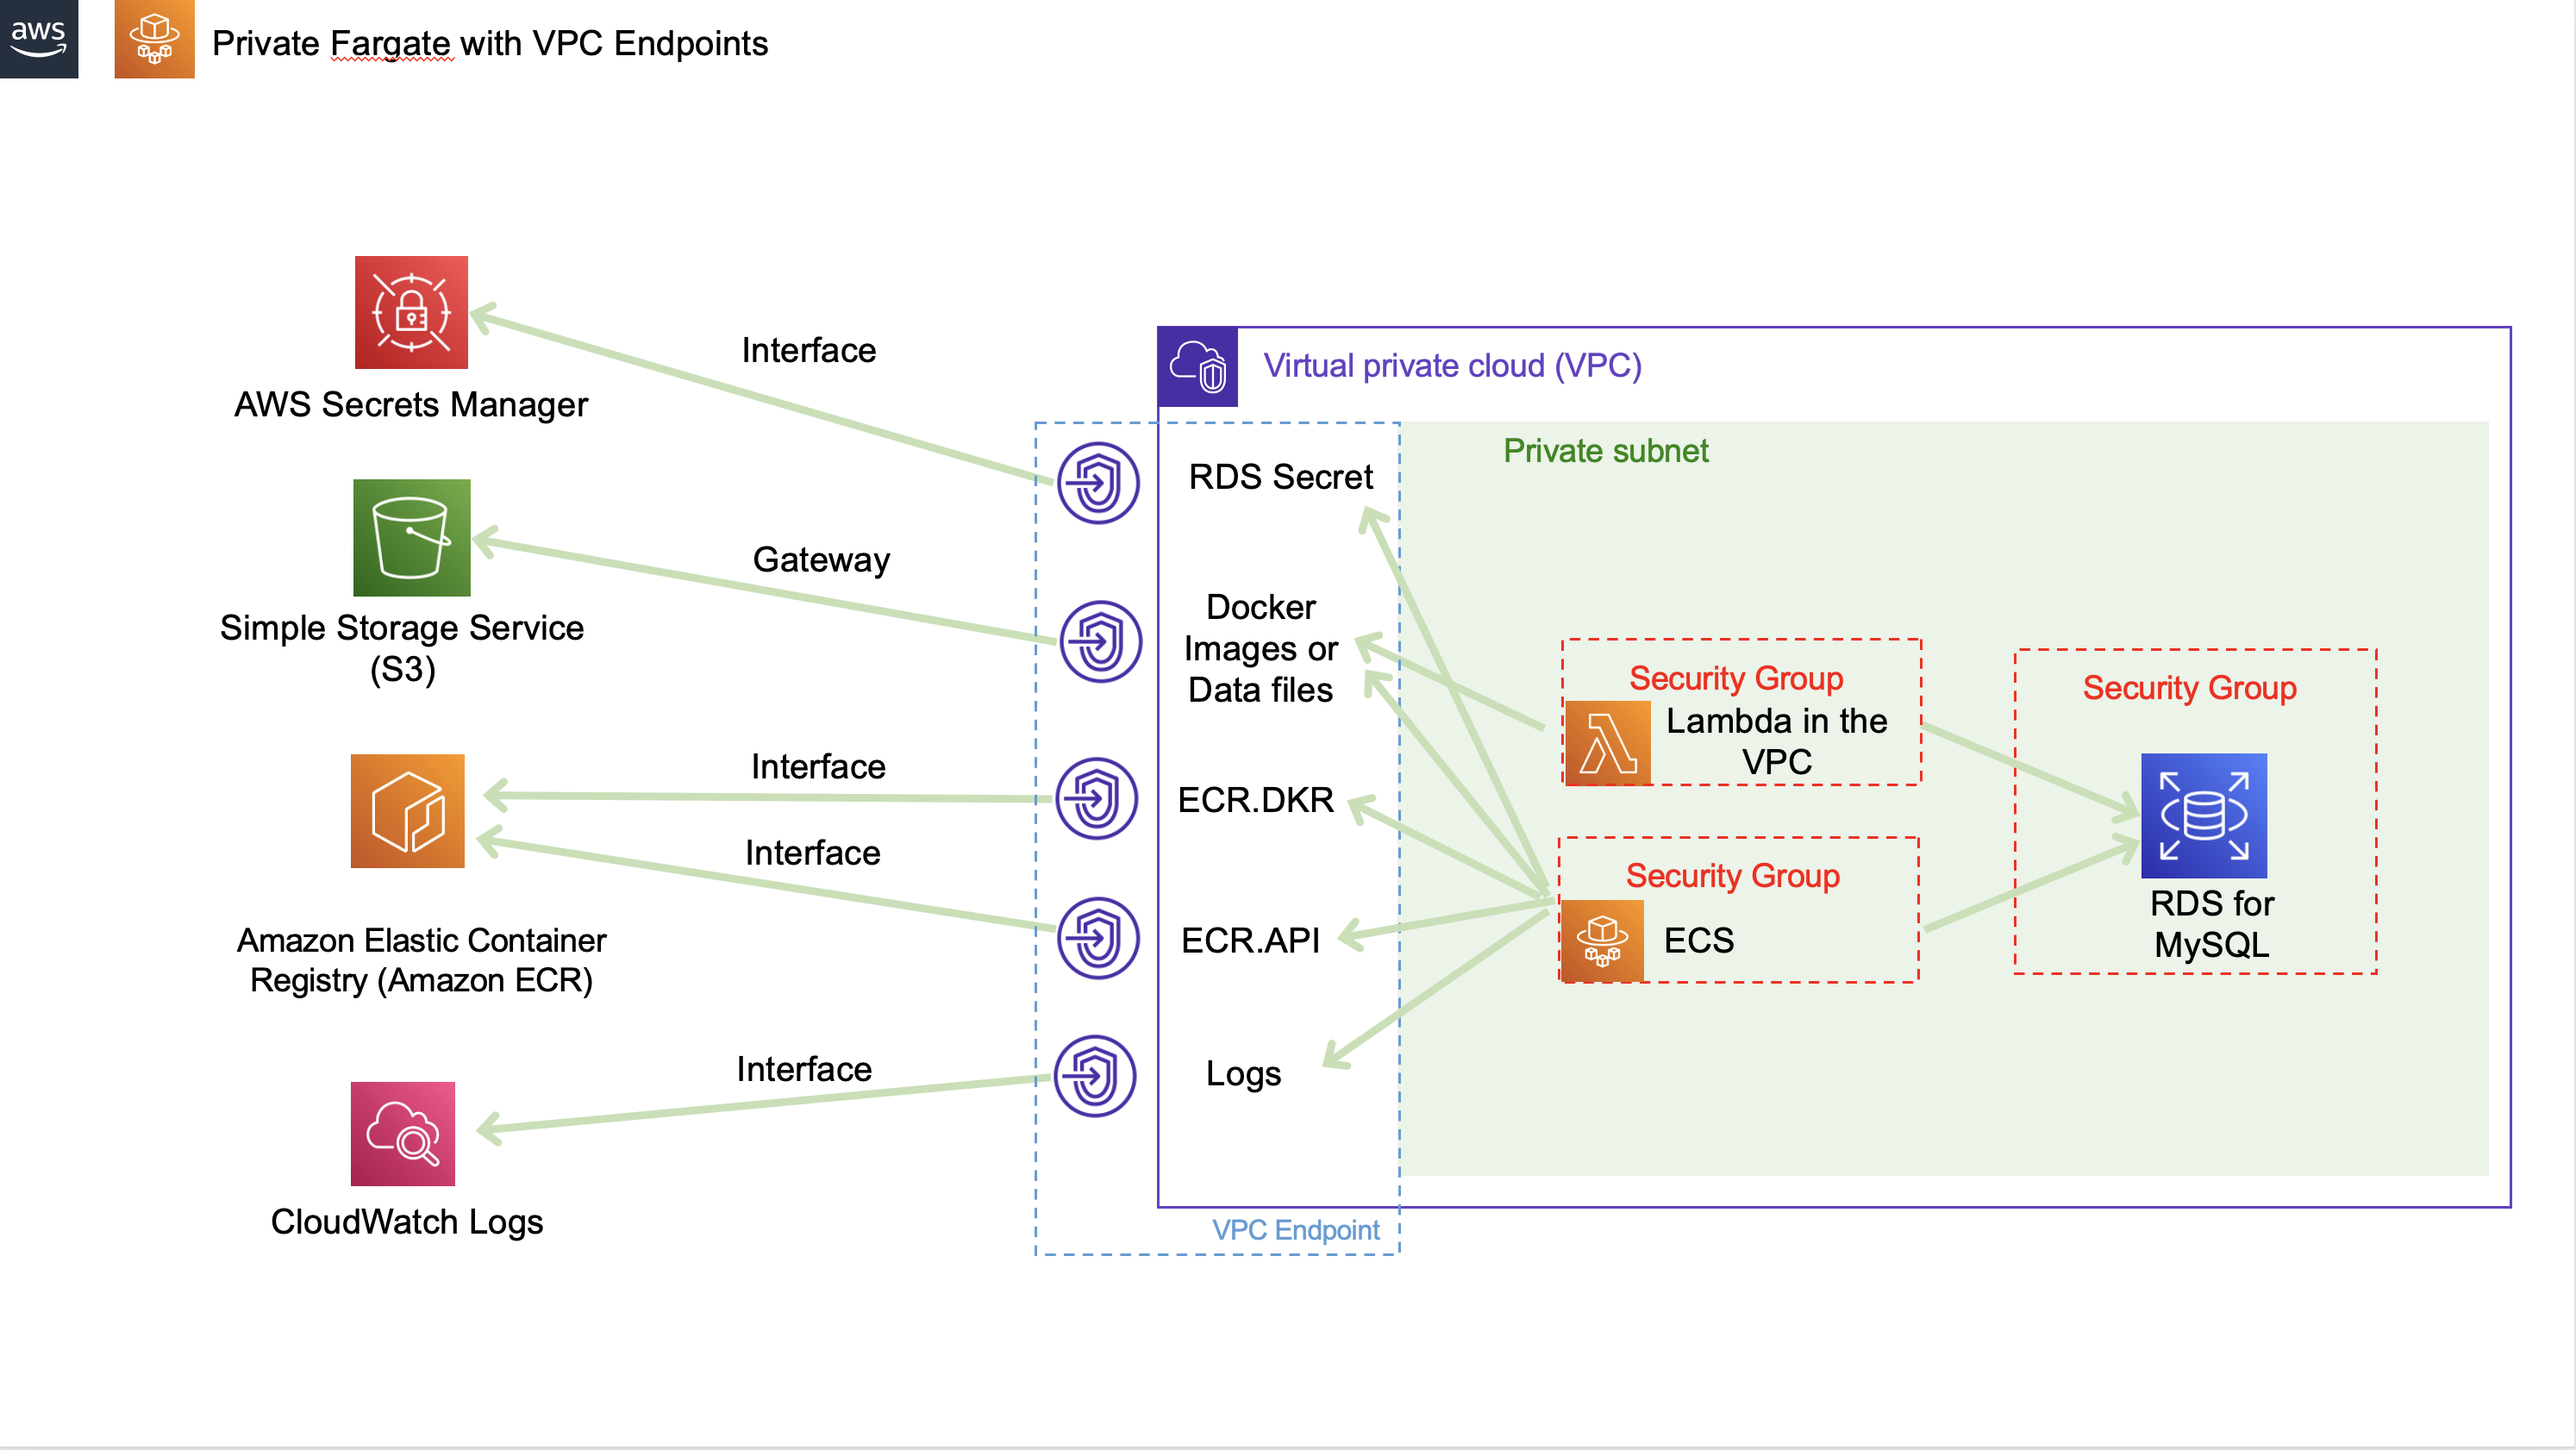 aws
Private Fargate with VPC Endpoints
Interface
AWS Secrets Manager
Virtual private cloud (VPC)
Private subnet
RDS Secret
Gateway
Simple Storage Service
(S3)
Docker
Images or
Data files
Security Group
Lambda in the
VPC
Security Group
Interface
ECR.DKR
Interface
Security Group
ECS
RDS for
MySQL
Amazon Elastic Container
Registry (Amazon ECR)
ECR.API
Interface
Logs
CloudWatch Logs
VPC Endpoint